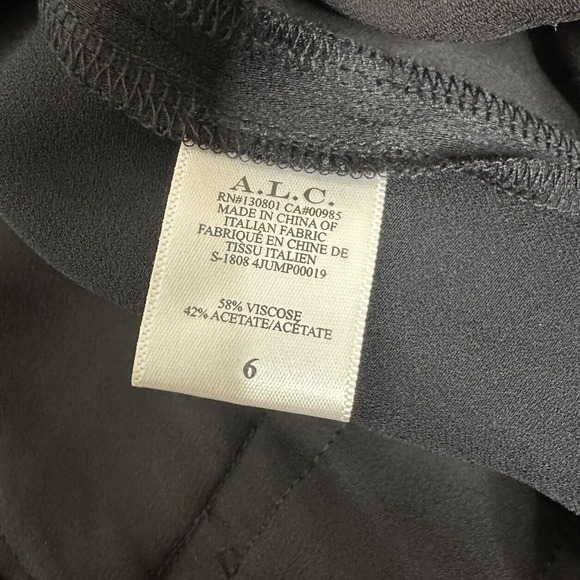 A.L.C.
RN#130801 CA#00985
MADE IN CHINA OF
ITALIAN FABRIC
FABRIQUÉ EN CHINE DE
TISSU ITALIEN
S-1808 4JUMP00019
58% VISCOSE
42% ACETATE/ACÉTATE
6